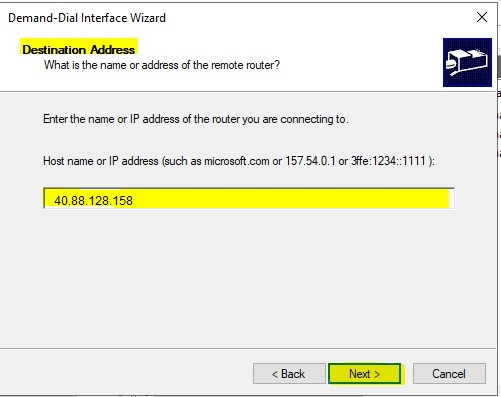 Demand-Dial Interface Wizard
Destination Address
What is the name or address of the remote router?
Enter the name or IP address of the router you are connecting to.
Host name or IP address (such as microsoft.com or 157.54.0.1 or 3ffe:1234::1111 ):
40.88.128.158
< Back
Next >
Cancel